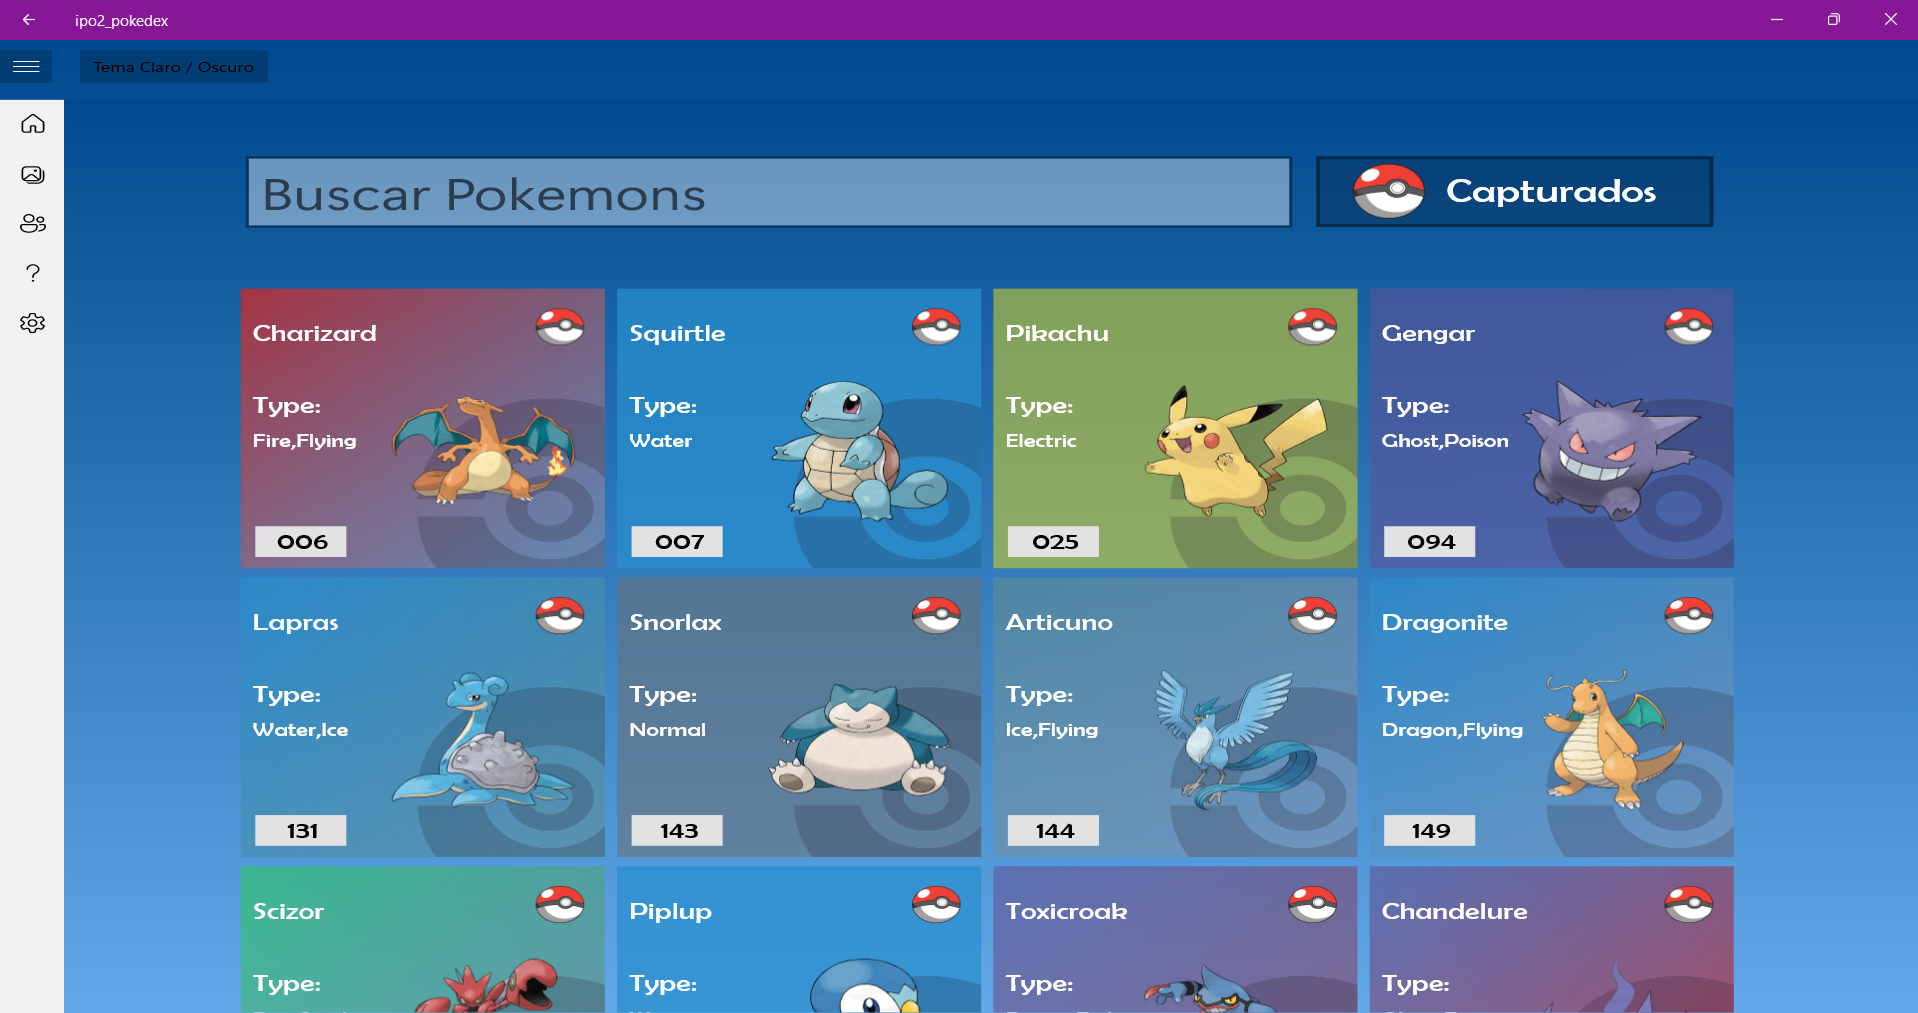 ipo2_pokedex
Tema Claro / Oscuro
Buscar Pokemons
Capturados
Charizard
Type:
Fire,Flying
006
Squirtle
Type:
Water
007
Pikachu
Type:
Electric
025
Gengar
Type:
Ghost,Poison
094
Lapras
Type:
Water,Ice
131
Snorlax
Type:
Normal
143
Articuno
Type:
Ice,Flying
144
Dragonite
Type:
Dragon,Flying
149
Scizor
Type:
Piplup
Type:
Toxicroak
Type:
Chandelure
Type: